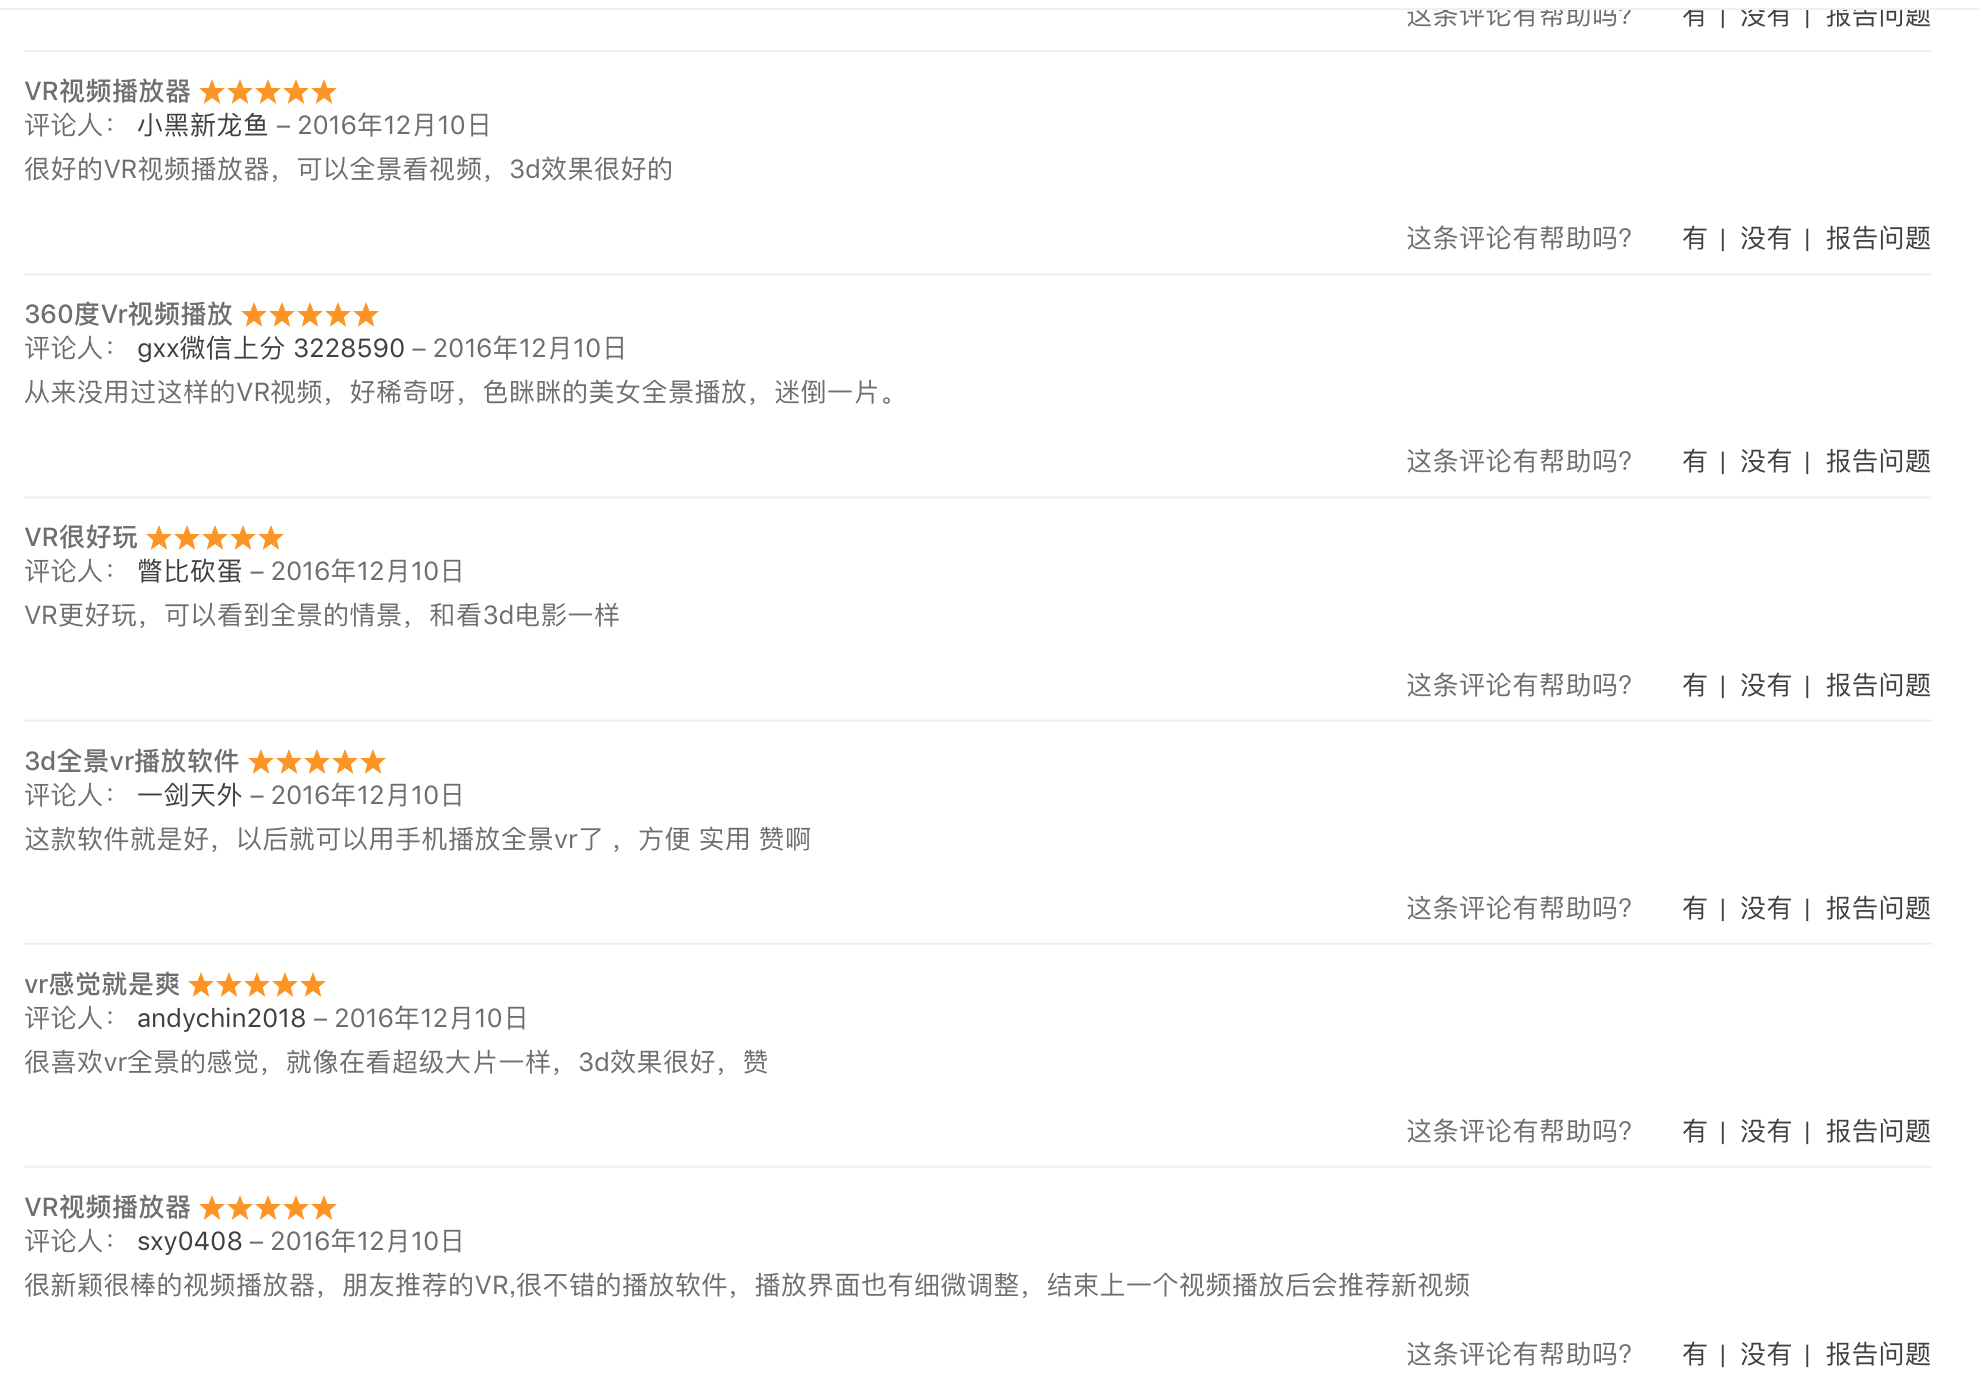 这条评论有帮助吗? 有 | 没有 | 报告问题
VR视频播放器 ★★★★★
评论人： 小黑新龙鱼 – 2016年12月10日
很好的VR视频播放器，可以全景看视频，3d效果很好的
这条评论有帮助吗? 有 | 没有 | 报告问题
360度Vr视频播放 ★★★★★
评论人： gxx微信上分 3228590 – 2016年12月10日
从来没用过这样的VR视频，好稀奇呀，色眯眯的美女全景播放，迷倒一片。
这条评论有帮助吗? 有 | 没有 | 报告问题
VR很好玩 ★★★★★
评论人： 瞥比砍蛋 – 2016年12月10日
VR更好玩，可以看到全景的情景，和看3d电影一样
这条评论有帮助吗? 有 | 没有 | 报告问题
3d全景vr播放软件 ★★★★★
评论人： 一剑天外 – 2016年12月10日
这款软件就是好，以后就可以用手机播放全景vr了 ，方便 实用 赞啊
这条评论有帮助吗? 有 | 没有 | 报告问题
vr感觉就是爽 ★★★★★
评论人： andychin2018 – 2016年12月10日
很喜欢vr全景的感觉，就像在看超级大片一样，3d效果很好，赞
这条评论有帮助吗? 有 | 没有 | 报告问题
VR视频播放器 ★★★★★
评论人： sxy0408 – 2016年12月10日
很新颖很棒的视频播放器，朋友推荐的VR,很不错的播放软件，播放界面也有细微调整，结束上一个视频播放后会推荐新视频
这条评论有帮助吗? 有 | 没有 | 报告问题